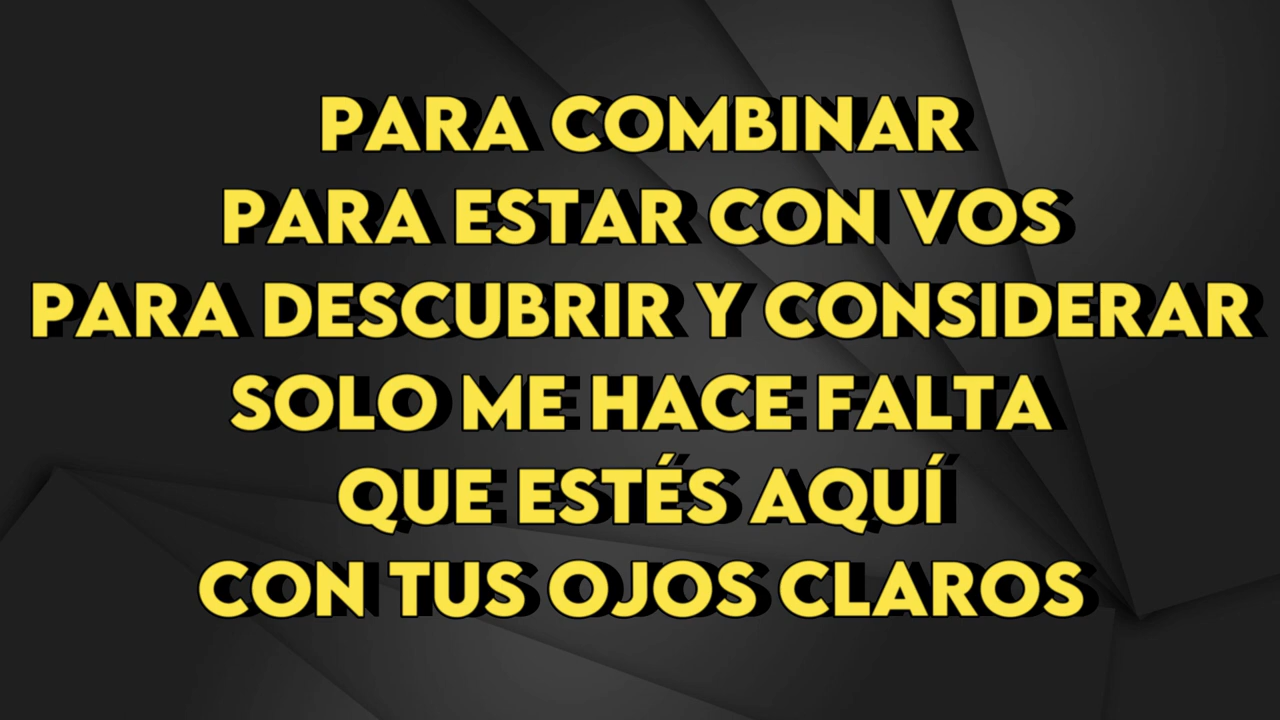 PARA COMBINAR
PARA ESTAR CON VOS
PARA DESCUBRIR Y CONSIDERAR
SOLO ME HACE FALTA
QUE ESTÉS AQUÍ
CON TUS OJOS CLAROS